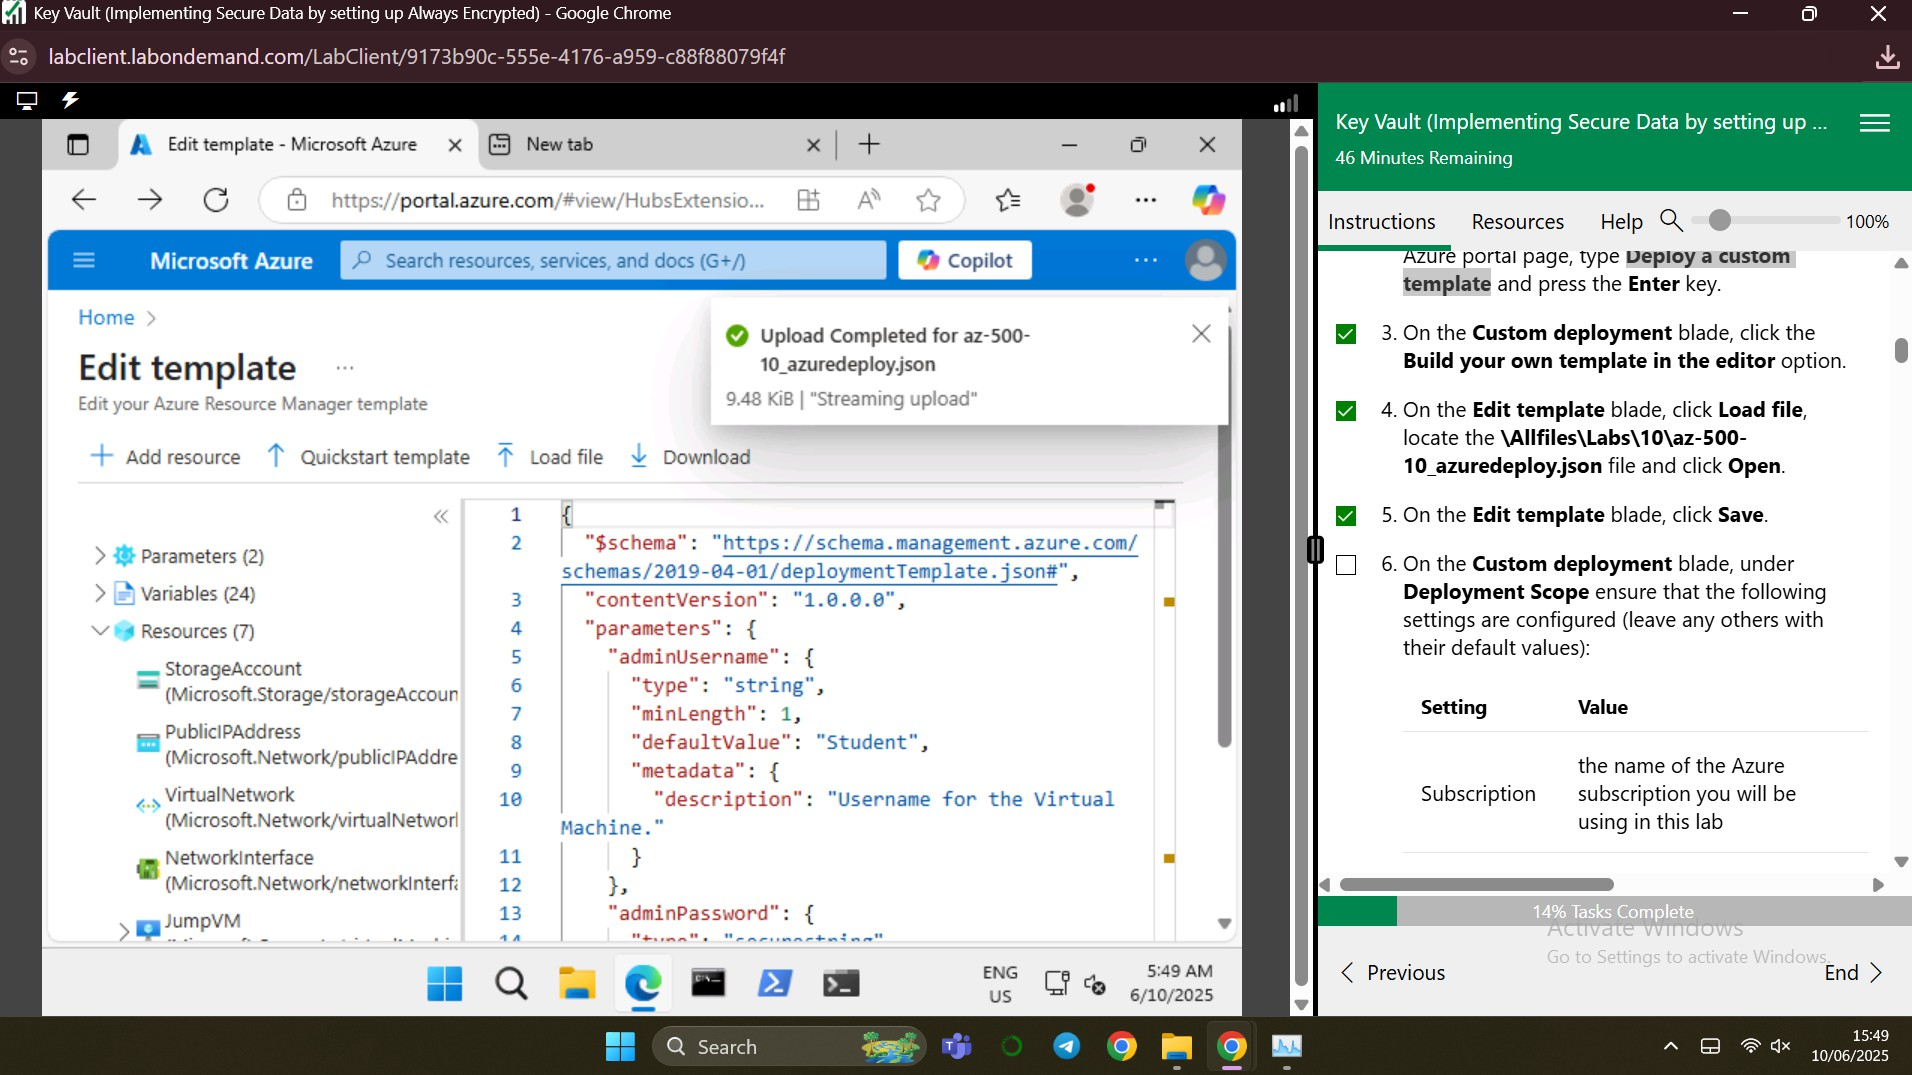 Key Vault (Implementing Secure Data by setting up Always Encrypted) - Google Chrome
labclient.labondemand.com/LabClient/9173b90c-555e-4176-a959-c88f88079f4f
Edit template - Microsoft Azure
New tab
https://portal.azure.com/#view/HubsExtensio...
Microsoft Azure
Search resources, services, and docs (G+/)
Copilot
Home
Edit template
Edit your Azure Resource Manager template
Upload Completed for az-500-
10_azuredeploy.json
9.48 KiB | "Streaming upload"
Add resource
Quickstart template
Load file
Download
Parameters (2)
Variables (24)
Resources (7)
StorageAccount
(Microsoft.Storage/storageAccoun
PublicIPAddress
(Microsoft.Network/publicIPAddre
VirtualNetwork
(Microsoft.Network/virtualNetworl
NetworkInterface
(Microsoft.Network/networkInterfa
JumpVM
1 {
2 "$schema": "https://schema.management.azure.com/
schemas/2019-04-01/deploymentTemplate.json#",
3 "contentVersion": "1.0.0.0",
4 "parameters": {
5 "adminUsername": {
6 "type": "string",
7 "minLength": 1,
8 "defaultValue": "Student",
9 "metadata": {
10 "description": "Username for the Virtual
Machine."
11 }
12 },
13 "adminPassword": {
14 "type": "securestring"
ENG
US
5:49 AM
6/10/2025
Key Vault (Implementing Secure Data by setting up ...
46 Minutes Remaining
Instructions
Resources
Help
100%
Azure portal page, type Deploy a custom
template and press the Enter key.
3. On the Custom deployment blade, click the
Build your own template in the editor option.
4. On the Edit template blade, click Load file,
locate the \Allfiles\Labs\10\az-500-
10_azuredeploy.json file and click Open.
5. On the Edit template blade, click Save.
6. On the Custom deployment blade, under
Deployment Scope ensure that the following
settings are configured (leave any others with
their default values):
Setting
Value
Subscription
the name of the Azure
subscription you will be
using in this lab
14% Tasks Complete
Activate Windows
Go to Settings to activate Windows.
Previous
End
Search
15:49
10/06/2025